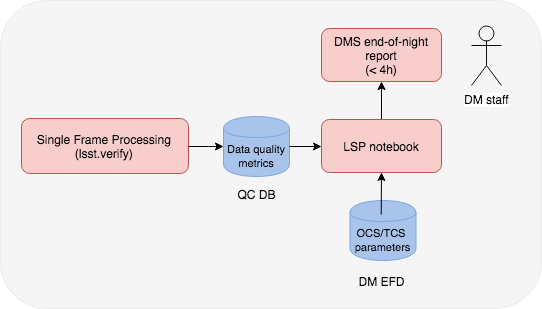 DMS end-of-night
report
(< 4h)
DM staff
Single Frame Processing
(lsst.verify)
Data quality
metrics
QC DB
LSP notebook
OCS/TCS
parameters
DM EFD